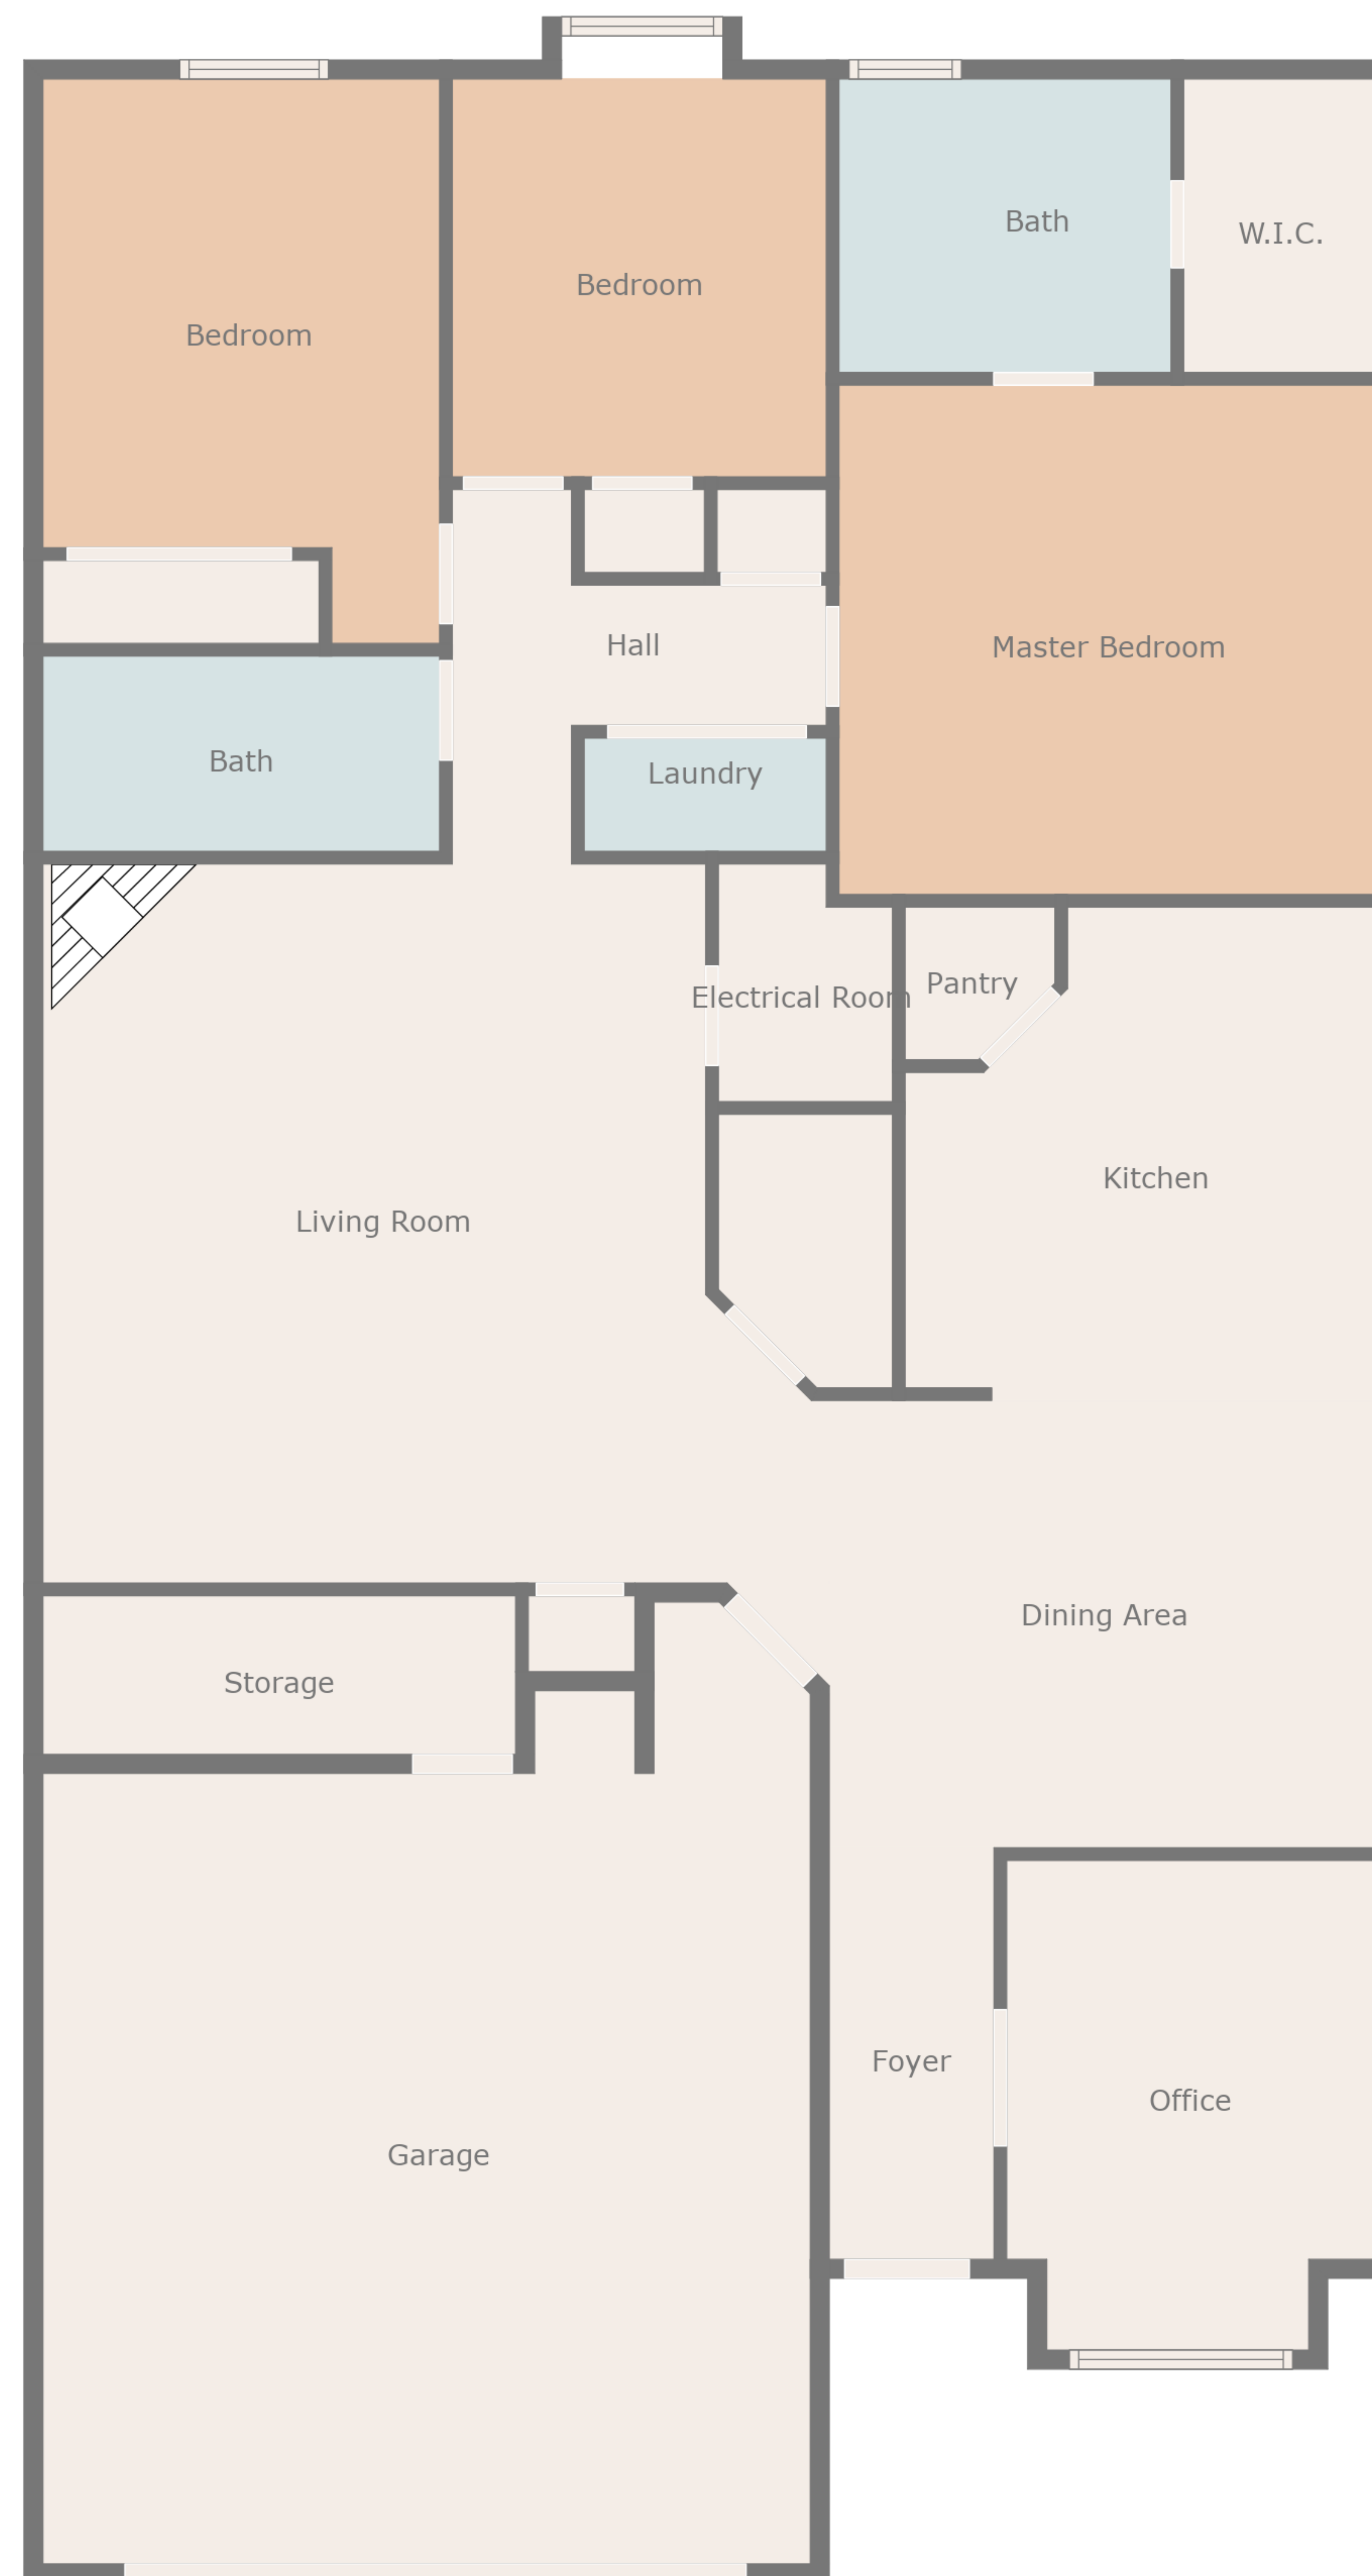 Bath
W.I.C.
Bedroom
Bedroom
Hall
Master Bedroom
Bath
Laundry
Electrical Room
Pantry
Kitchen
Living Room
Dining Area
Storage
Foyer
Office
Garage